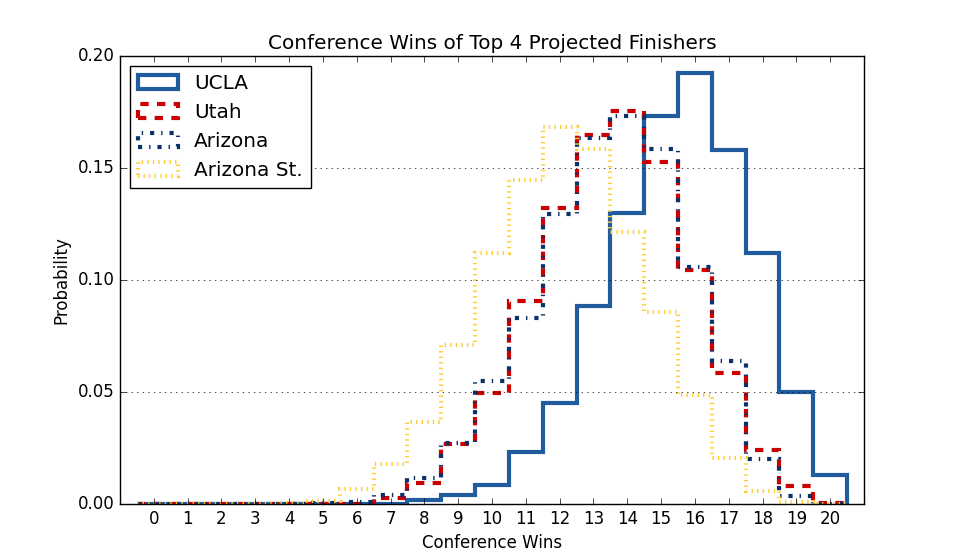 Conference Wins of Top 4 Projected Finishers
0.20
0.15
0.10
0.05
0.00
Probability
UCLA
Utah
Arizona
Arizona St.
0 1 2 3 4 5 6 7 8 9 10 11 12 13 14 15 16 17 18 19 20
Conference Wins